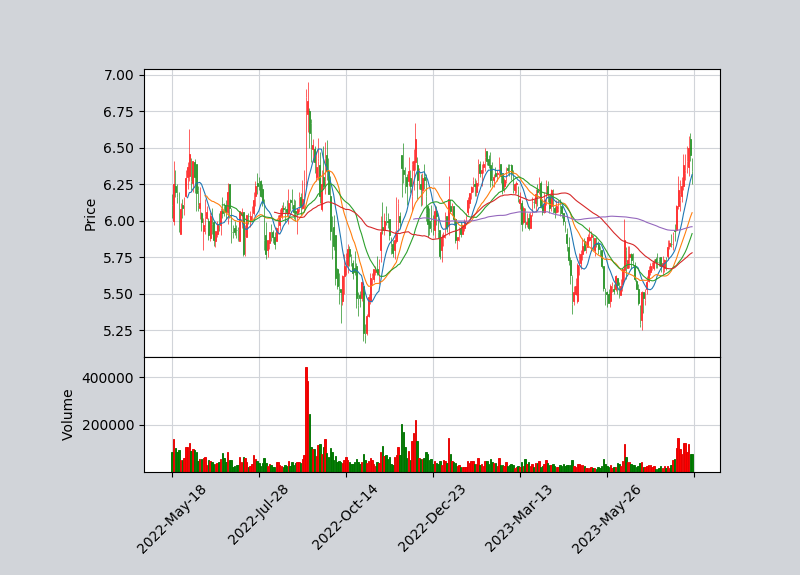 7.00
6.75
6.50
6.25
6.00
5.75
5.50
5.25
Price
400000
200000
Volume
2022-May-18
2022-Jul-28
2022-Oct-14
2022-Dec-23
2023-Mar-13
2023-May-26